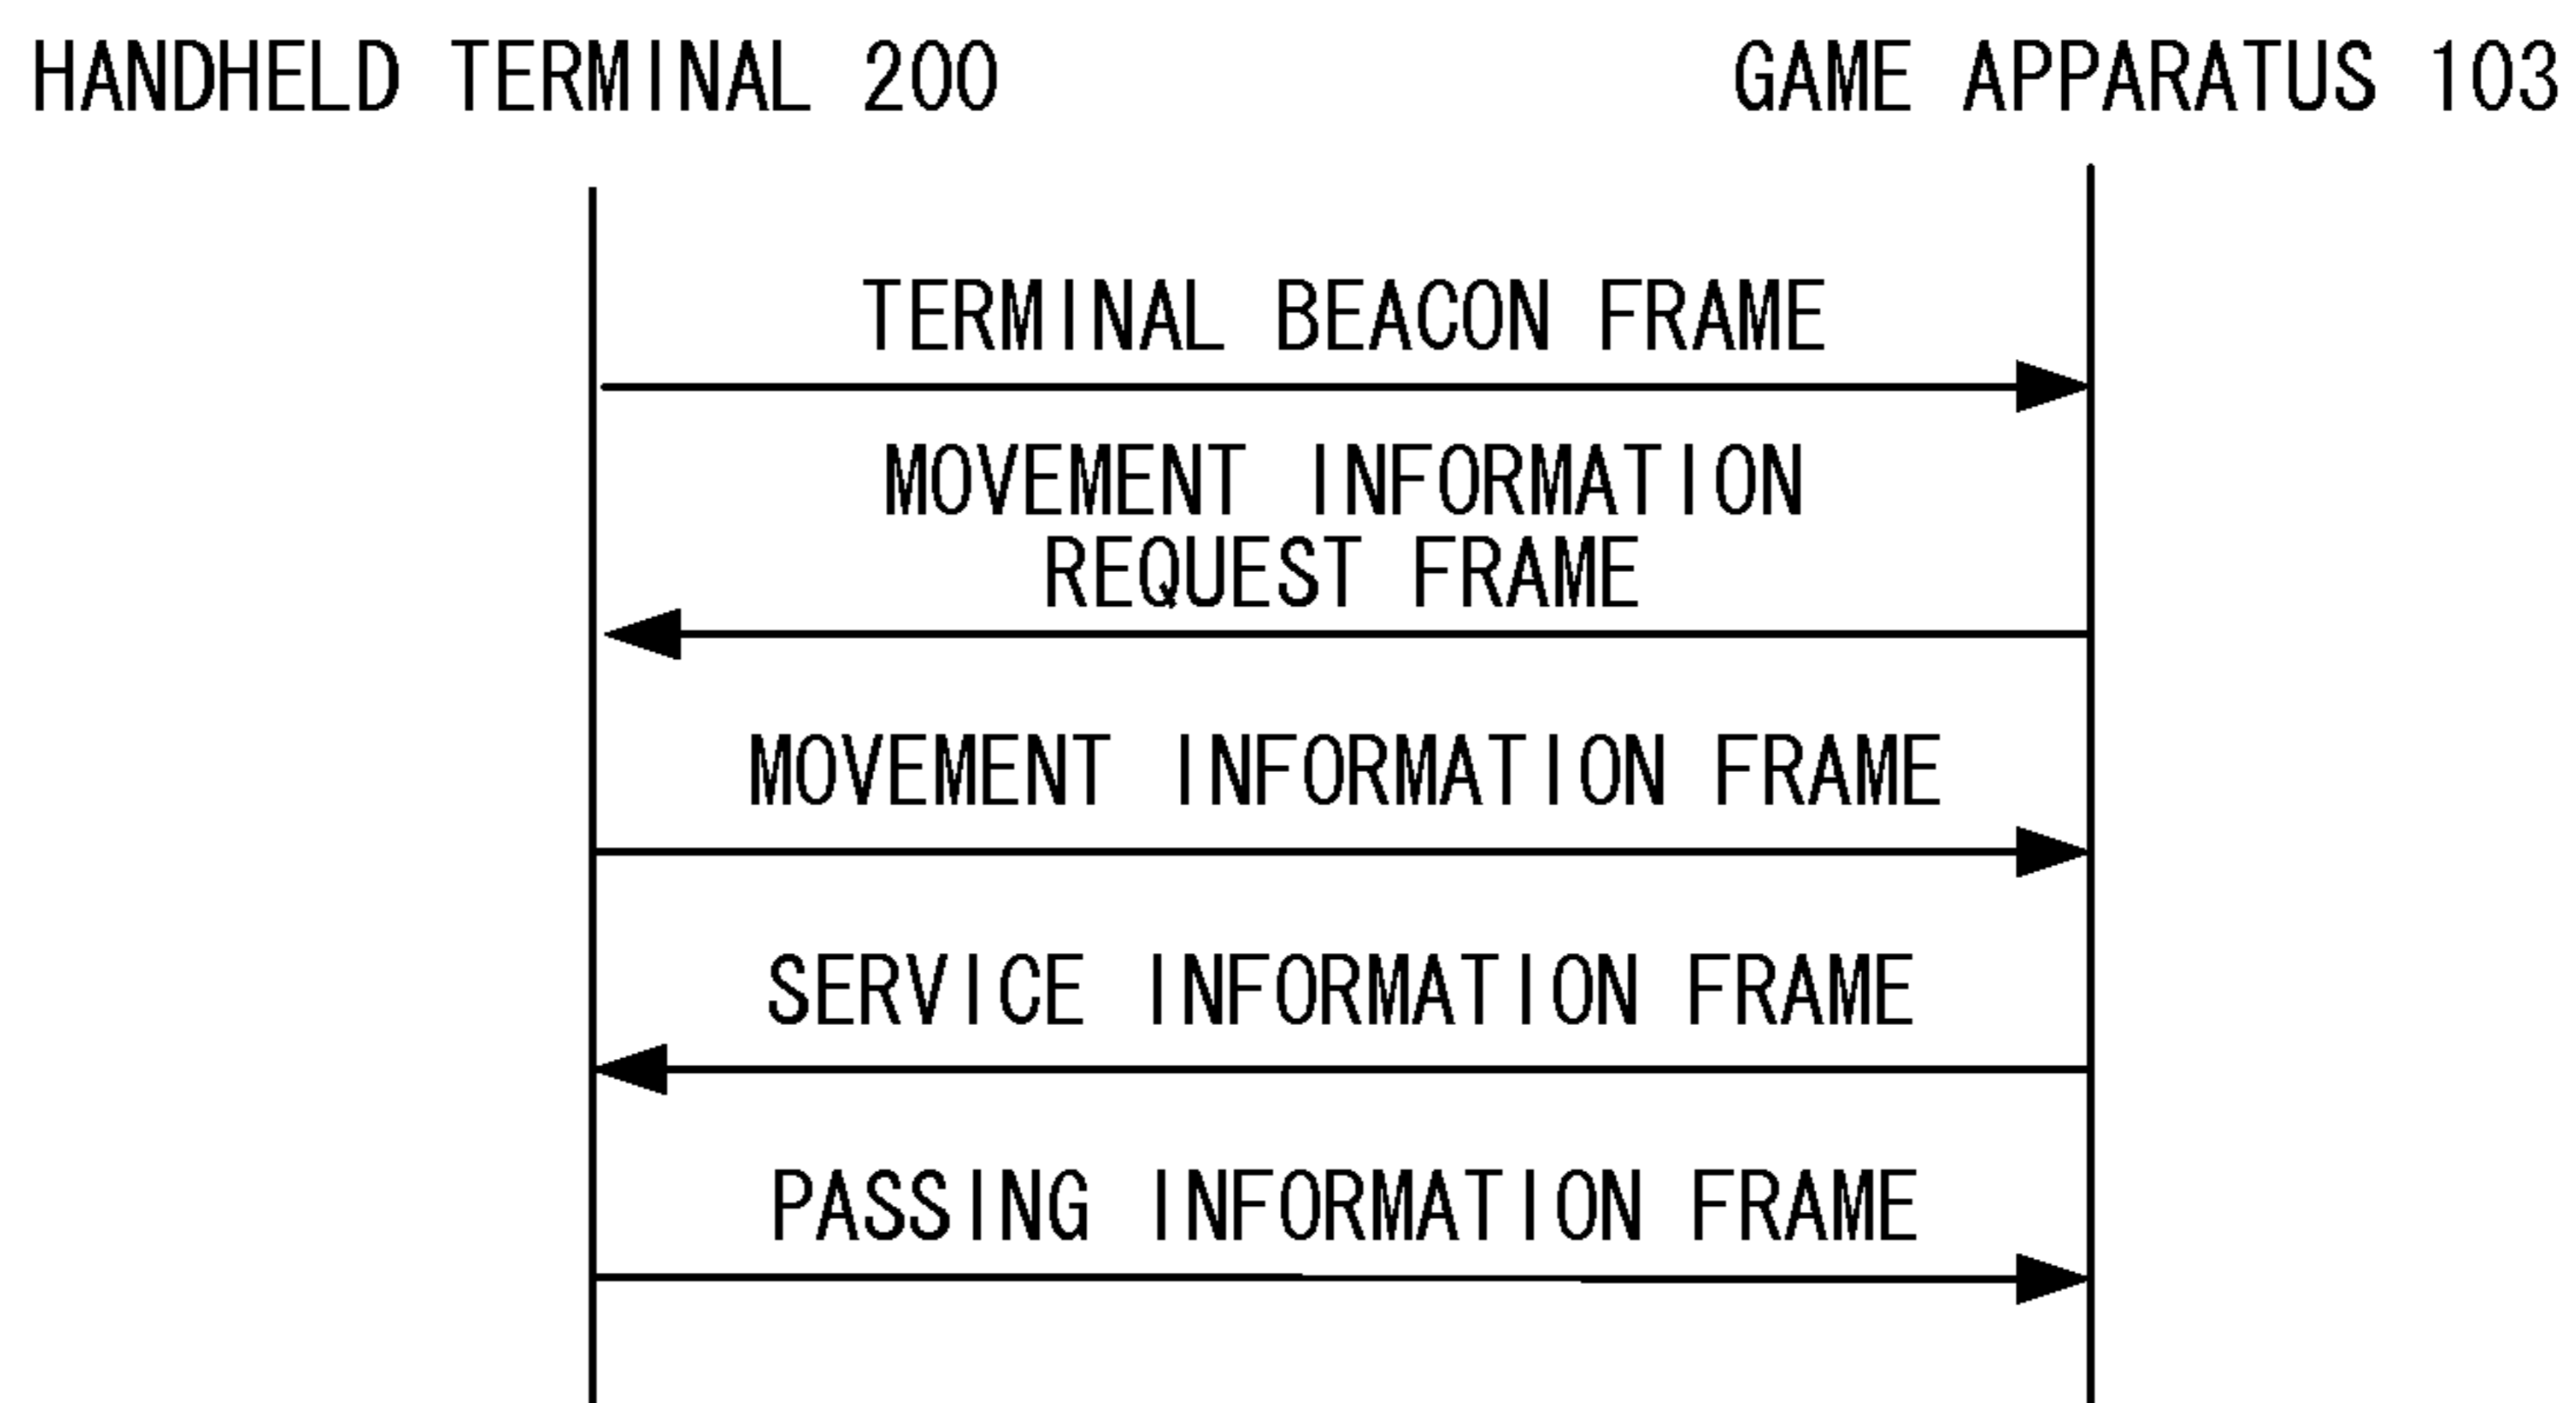 HANDHELD TERMINAL 200
GAME APPARATUS 103
TERMINAL BEACON FRAME
MOVEMENT INFORMATION
REQUEST FRAME
MOVEMENT INFORMATION FRAME
SERVICE INFORMATION FRAME
PASSING INFORMATION FRAME